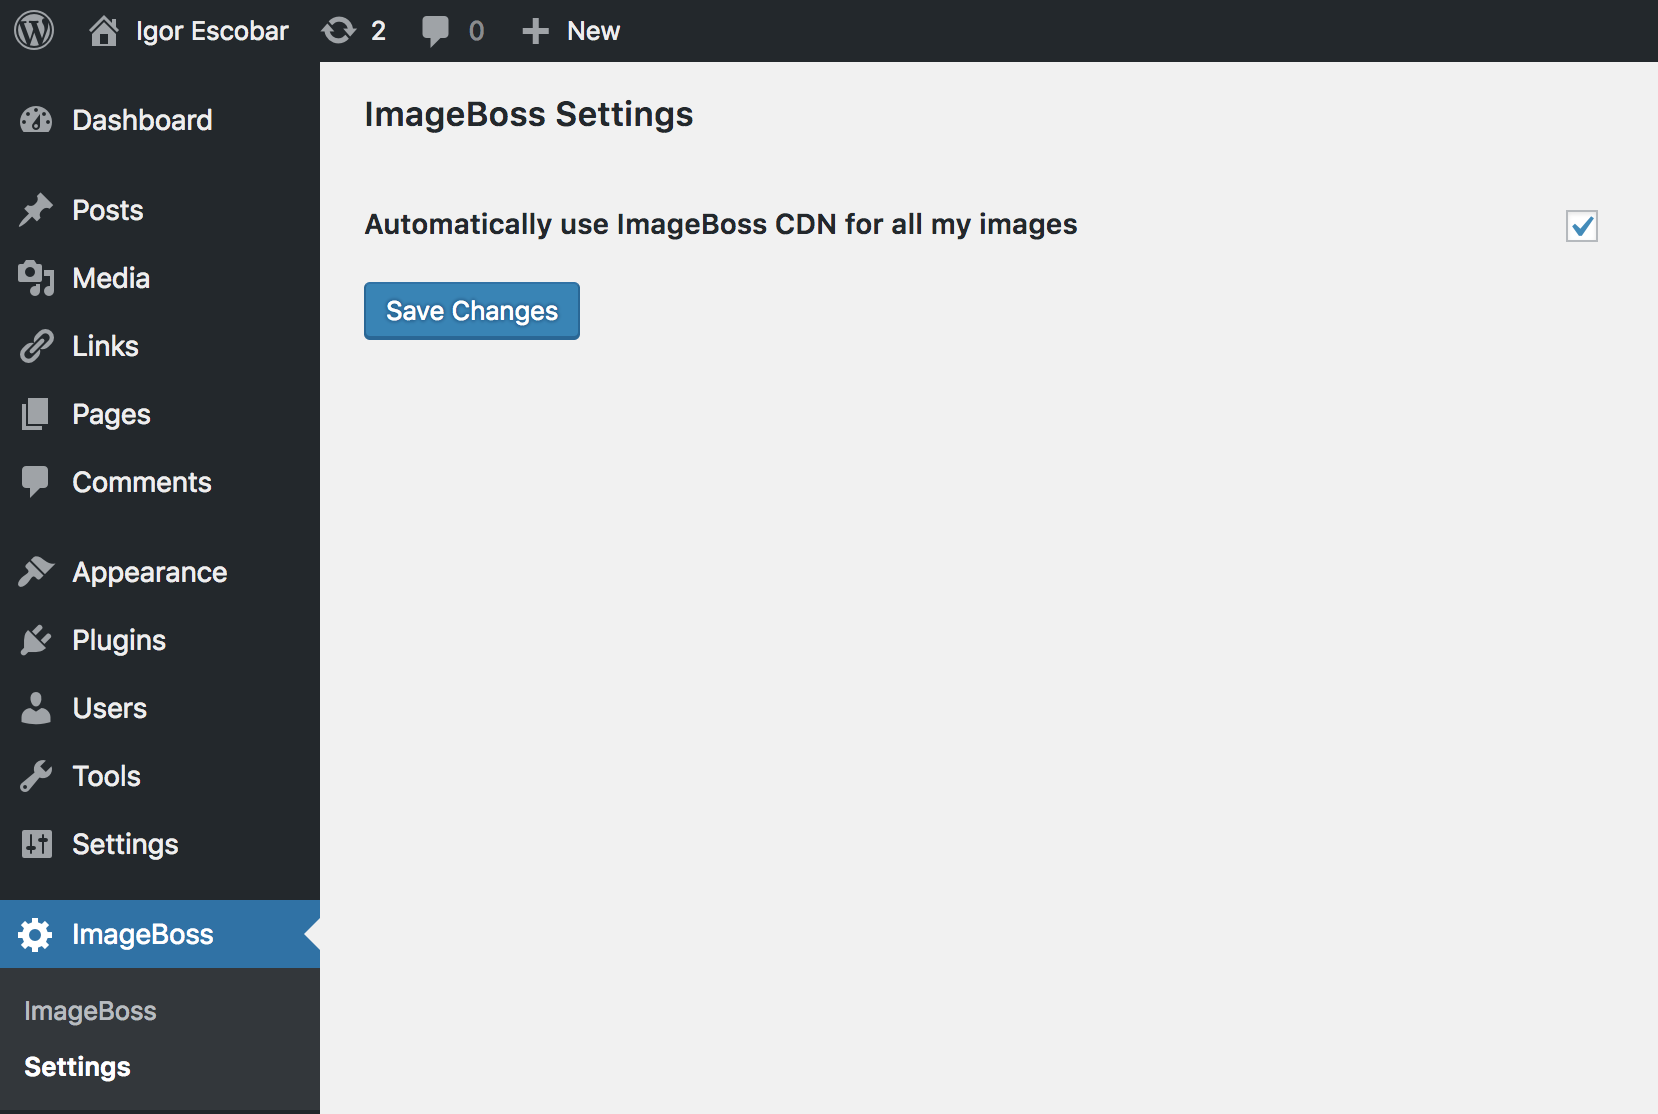 Igor Escobar 2 0 New
Dashboard
Posts
Media
Links
Pages
Comments
Appearance
Plugins
Users
Tools
Settings
ImageBoss
ImageBoss
Settings
ImageBoss Settings
Automatically use ImageBoss CDN for all my images
Save Changes